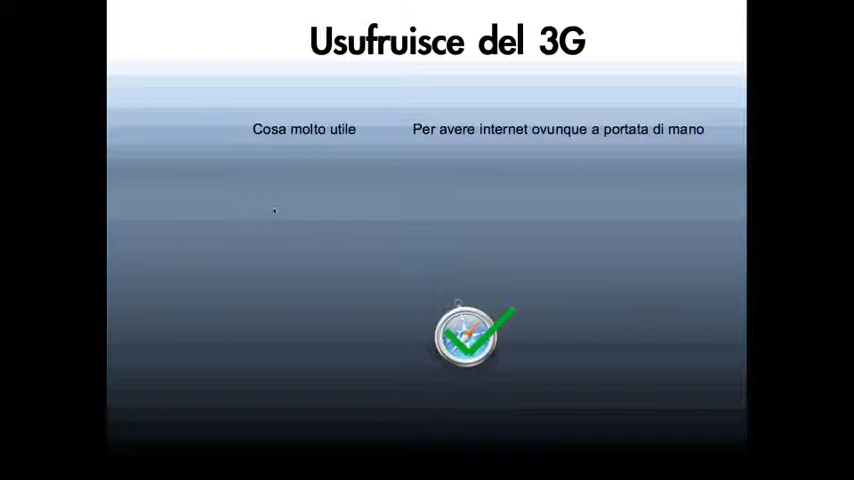 Usufruisce del 3G
Cosa molto utile
Per avere internet ovunque a portata di mano